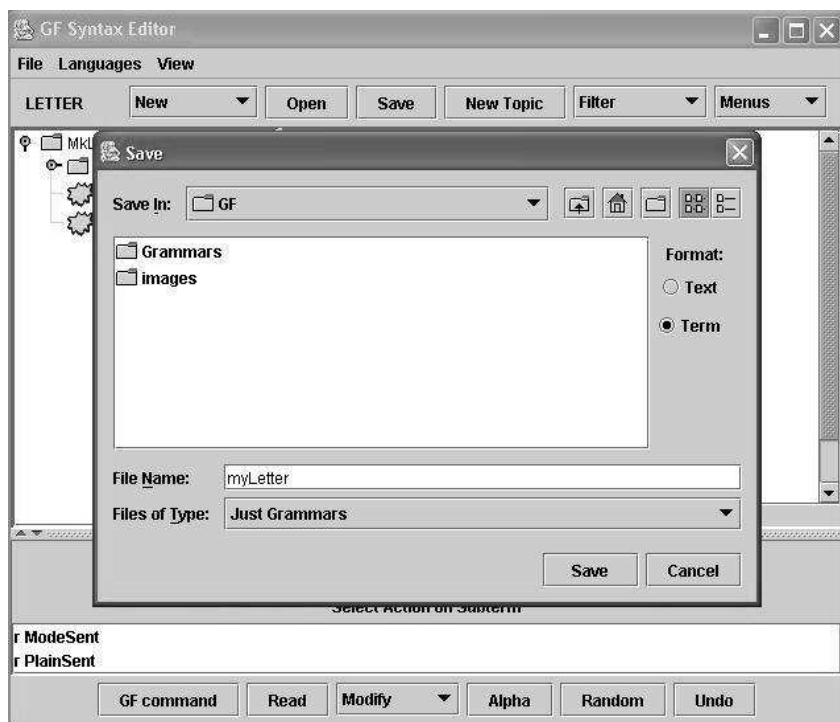 GF Syntax Editor
File Languages View
LETTER New Open Save New Topic Filter Menus
MkL
Save
Save In: GF
Grammars
images
Format:
Text
Term
File Name: myLetter
Files of Type: Just Grammars
Save Cancel
Select Action on Subterm
r ModeSent
r PlainSent
GF command Read Modify Alpha Random Undo